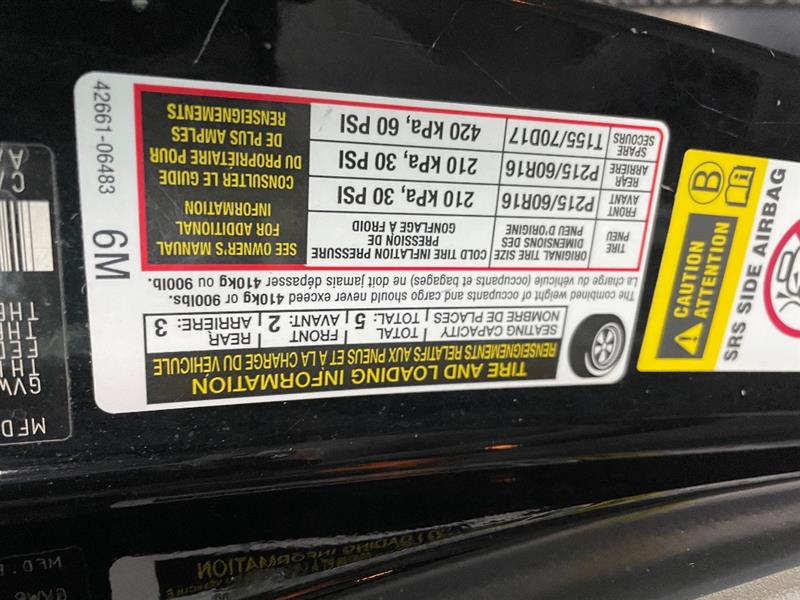 TIRE AND LOADING INFORMATION
RENSEIGNEMENTS RELATIFS AUX PNEUS ET À LA CHARGE DU VÉHICULE
SEATING CAPACITY
NOMBRE DE PLACES
TOTAL
TOTAL: 5
FRONT
AVANT: 2
REAR
ARRIÈRE: 3
The combined weight of occupants and cargo should never exceed 410kg or 900lbs.
La charge du véhicule (occupants et bagages) ne doit jamais dépasser 410kg ou 900lb.
TIRE
PNEU
ORIGINAL TIRE SIZE
DIMENSIONS DES
PNEU D'ORIGINE
COLD TIRE INFLATION PRESSURE
PRESSION DE
GONFLAGE À FROID
FRONT
AVANT
P215/60R16
210 kPa, 30 PSI
REAR
ARRIÈRE
P215/60R16
210 kPa, 30 PSI
SPARE
SECOURS
T155/70D17
420 kPa, 60 PSI
SEE OWNER'S MANUAL
FOR ADDITIONAL
INFORMATION
CONSULTER LE GUIDE
DU PROPRIÉTAIRE POUR
DE PLUS AMPLES
RENSEIGNEMENTS
42661-06483
6M
CAUTION
ATTENTION
SRS SIDE AIRBAG
B
MFD
GVW
C/
A/